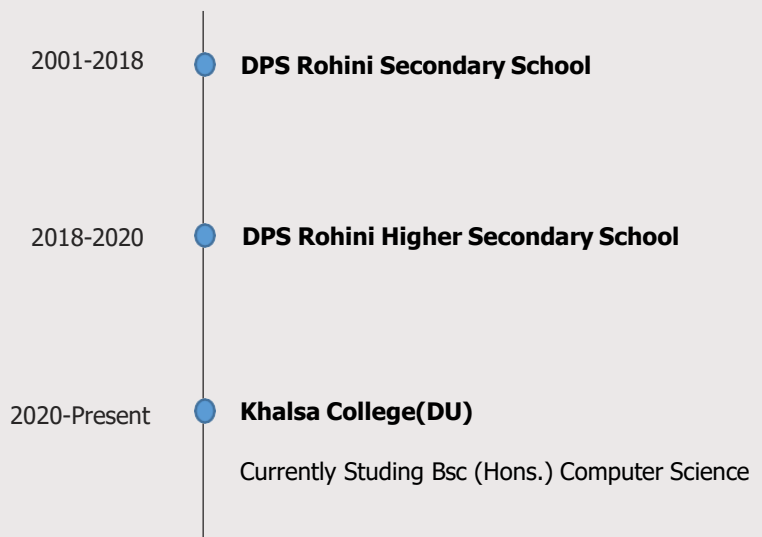 2001-2018
DPS Rohini Secondary School
2018-2020
DPS Rohini Higher Secondary School
2020-Present
Khalsa College(DU)
Currently Studing Bsc (Hons.) Computer Science